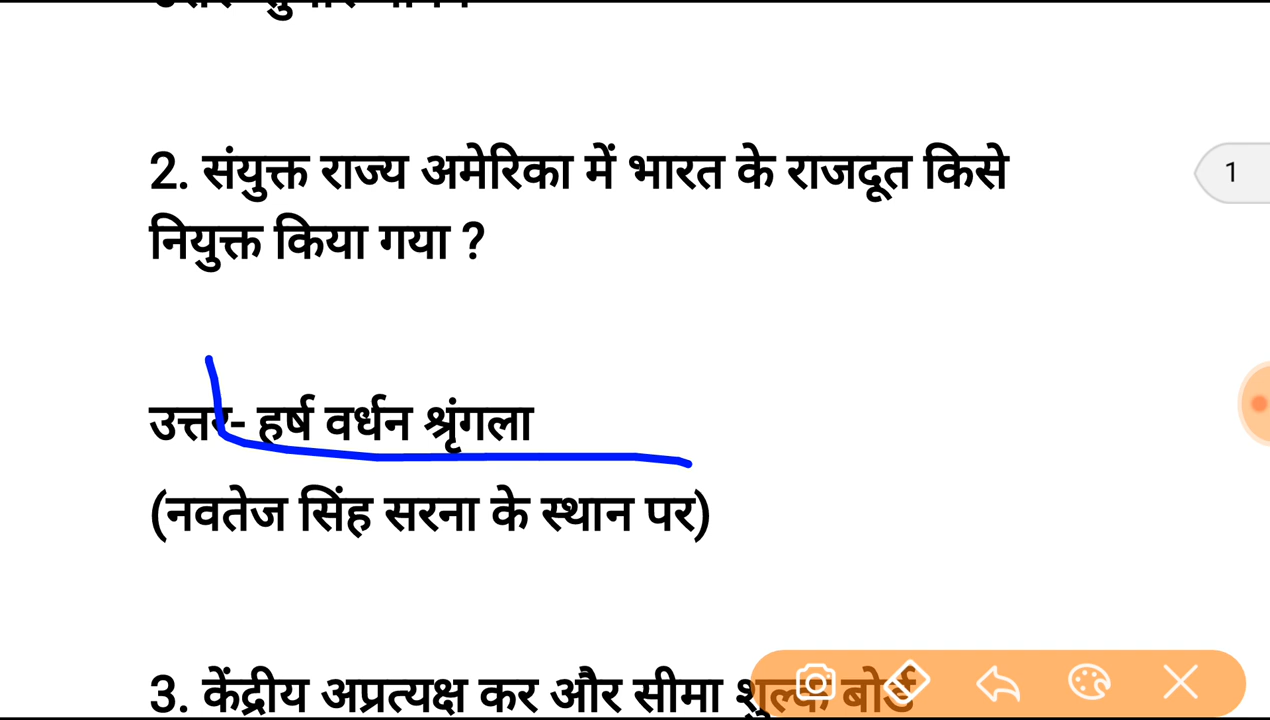 2. संयुक्त राज्य अमेरिका में भारत के राजदूत किसे
नियुक्त किया गया ?
1
उत्तर- हर्ष वर्धन श्रृंगला
(नवतेज सिंह सरना के स्थान पर)
3. केंद्रीय अप्रत्यक्ष कर और सीमा शुल्क बोर्ड